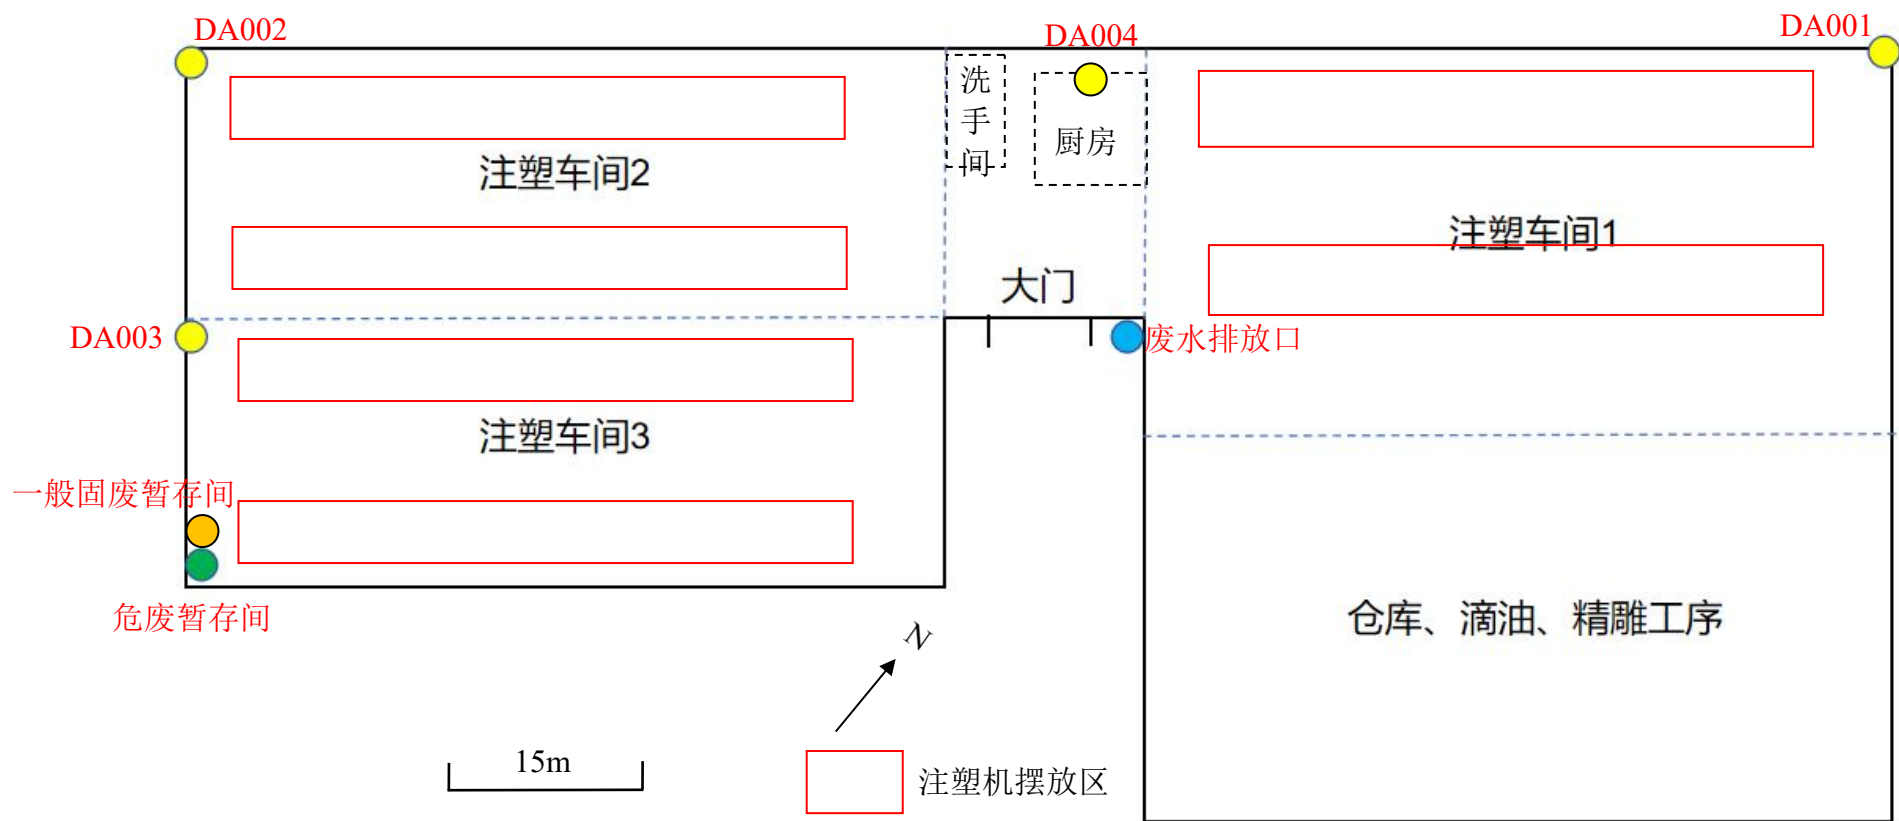 DA002
DA004
DA001
洗手间
厨房
注塑车间2
注塑车间1
大门
DA003
废水排放口
注塑车间3
一般固废暂存间
危废暂存间
仓库、滴油、精雕工序
N
15m
注塑机摆放区